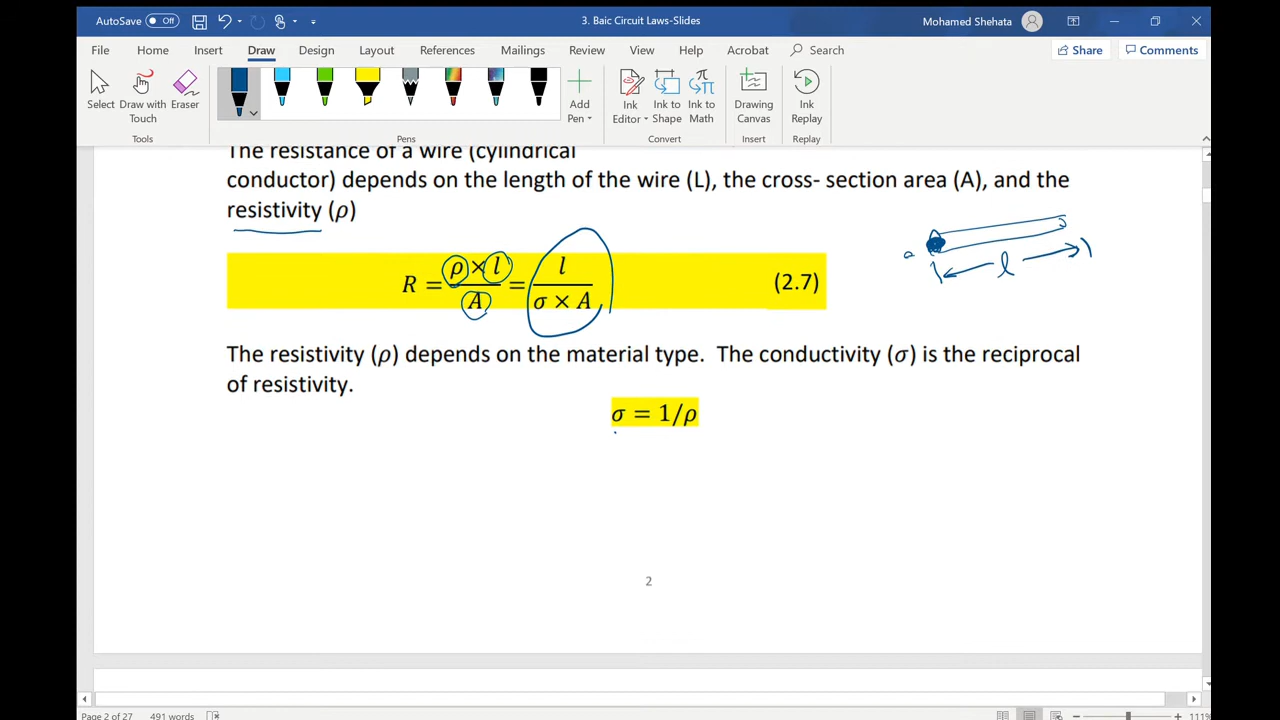 AutoSave Off 3. Baic Circuit Laws-Slides Mohamed Shehata
File Home Insert Draw Design Layout References Mailings Review View Help Acrobat Search Share Comments
Select Draw with Touch Eraser Add Pen Ink Editor Ink to Shape Ink to Math Drawing Canvas Ink Replay
Tools Pens Convert Insert Replay
The resistance of a wire (cylindrical
conductor) depends on the length of the wire (L), the cross- section area (A), and the
resistivity (ρ)
a l
R = ρ × l / A = l / σ × A (2.7)
The resistivity (ρ) depends on the material type. The conductivity (σ) is the reciprocal
of resistivity.
σ = 1/ρ
2
Page 2 of 27 491 words 111%